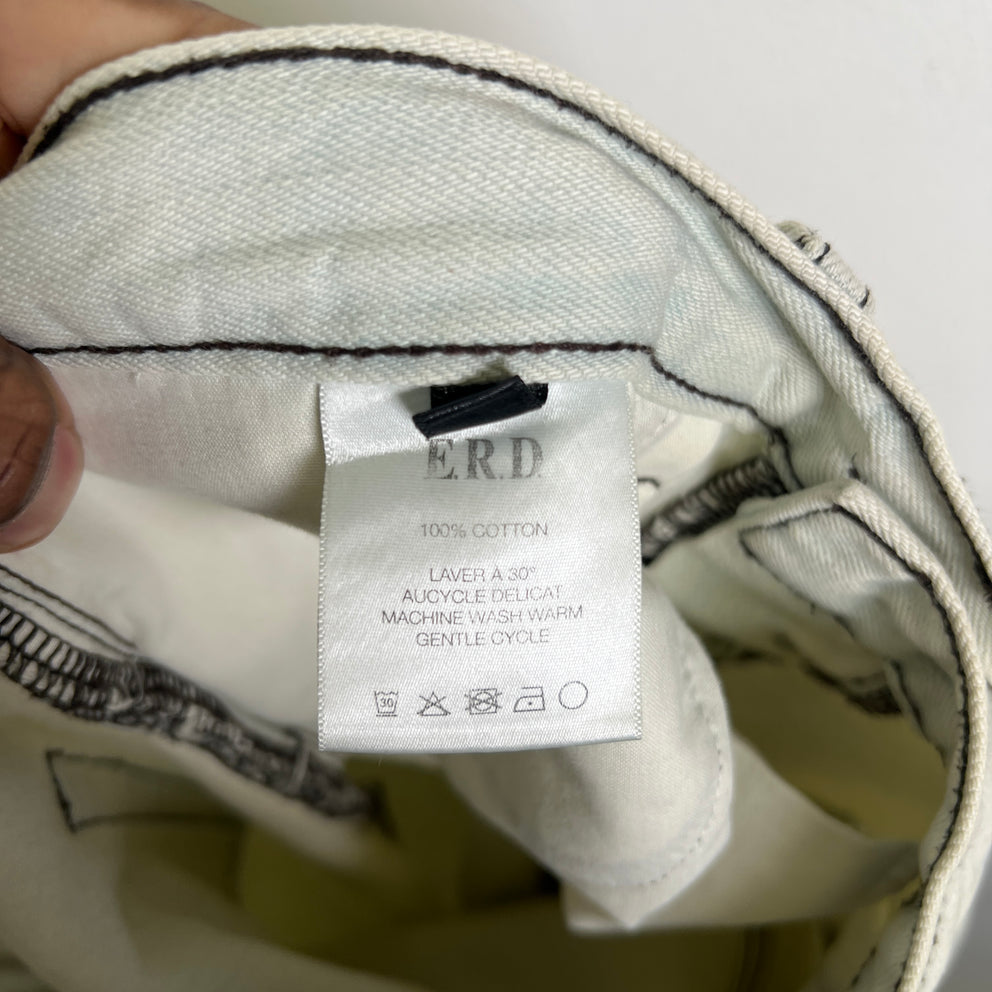 E.R.D.
100% COTTON
LAVER A 30°
AUCYCLE DELICAT
MACHINE WASH WARM
GENTLE CYCLE
30